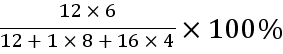 12 × 6
12 + 1 × 8 + 16 × 4
× 100%